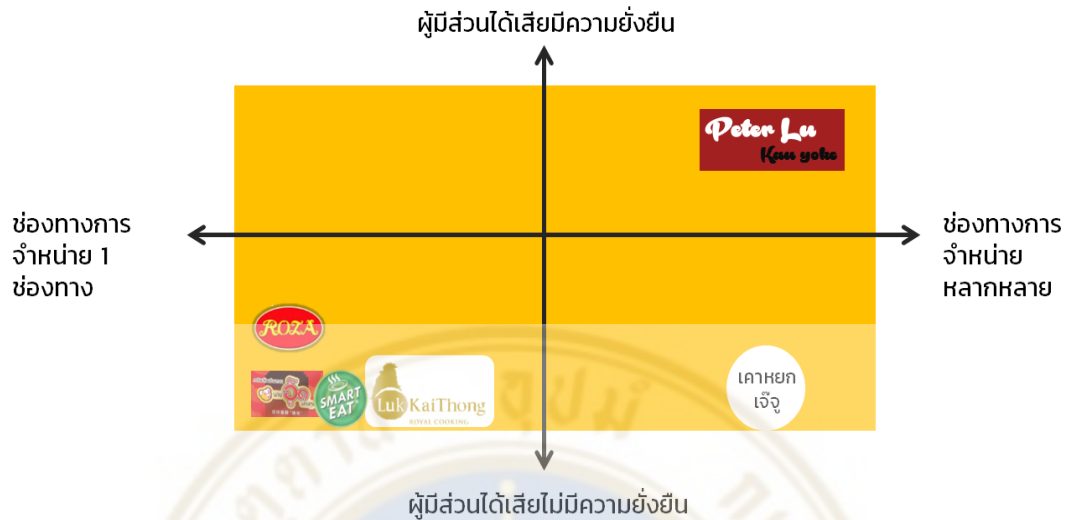 ผู้มีส่วนได้เสียมีความยั่งยืน
Peter Lu
Kau yoke
ช่องทางการ
จำหน่าย 1
ช่องทาง
ช่องทางการ
จำหน่าย
หลากหลาย
ROZA
SMART
EAT
Luk KaiThong
ROYAL COOKING
เคาหยก
เจ๊จู
ผู้มีส่วนได้เสียไม่มีความยั่งยืน